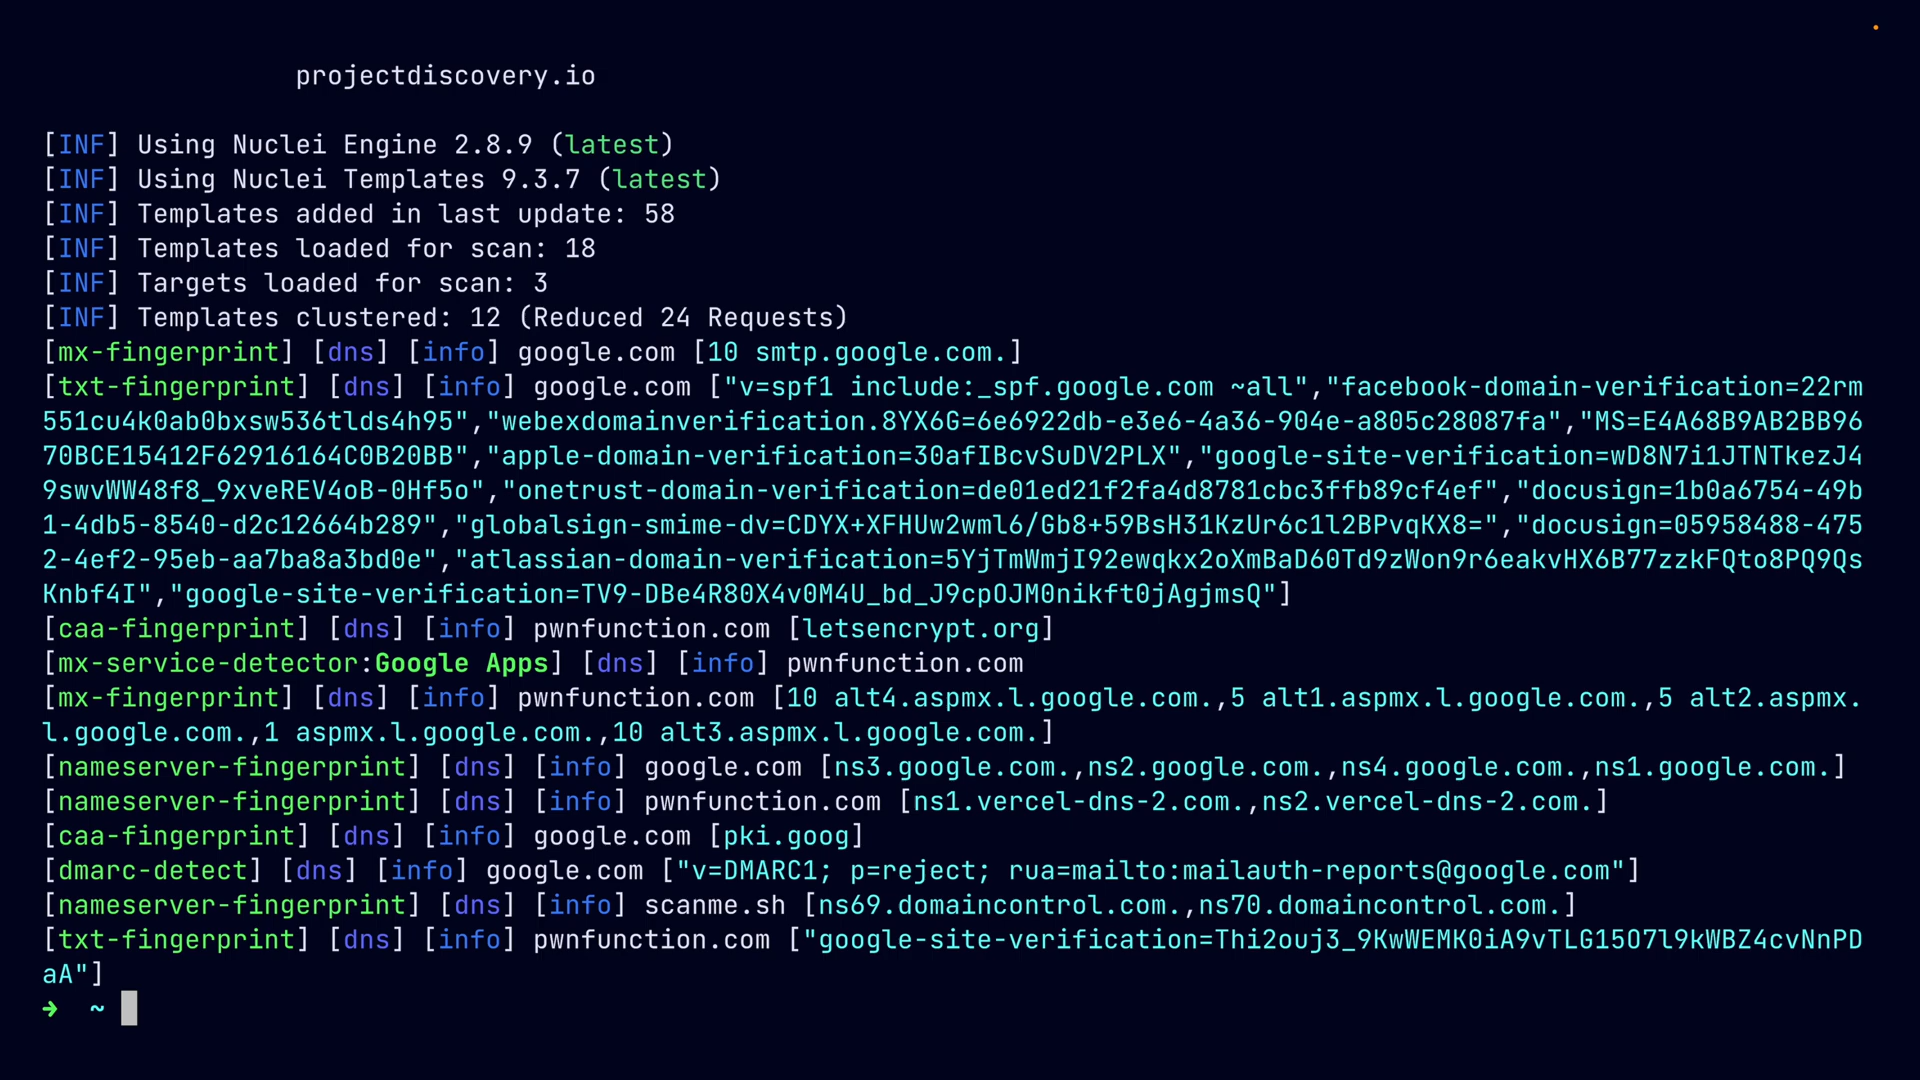 projectdiscovery.io
[INF] Using Nuclei Engine 2.8.9 (latest)
[INF] Using Nuclei Templates 9.3.7 (latest)
[INF] Templates added in last update: 58
[INF] Templates loaded for scan: 18
[INF] Targets loaded for scan: 3
[INF] Templates clustered: 12 (Reduced 24 Requests)
[mx-fingerprint] [dns] [info] google.com [10 smtp.google.com.]
[txt-fingerprint] [dns] [info] google.com ["v=spf1 include:_spf.google.com ~all","facebook-domain-verification=22rm
551cu4k0ab0bxsw536tlds4h95","webexdomainverification.8YX6G=6e6922db-e3e6-4a36-904e-a805c28087fa","MS=E4A68B9AB2BB96
70BCE15412F62916164C0B20BB","apple-domain-verification=30afIBcvSuDV2PLX","google-site-verification=wD8N7i1JTNTkezJ4
9swvWW48f8_9xveREV4oB-0Hf5o","onetrust-domain-verification=de01ed21f2fa4d8781cbc3ffb89cf4ef","docusign=1b0a6754-49b
1-4db5-8540-d2c12664b289","globalsign-smime-dv=CDYX+XFHUw2wml6/Gb8+59BsH31KzUr6c1l2BPvqKX8=","docusign=05958488-475
2-4ef2-95eb-aa7ba8a3bd0e","atlassian-domain-verification=5YjTmWmjI92ewqkx2oXmBaD60Td9zWon9r6eakvHX6B77zzkFQto8PQ9Qs
Knbf4I","google-site-verification=TV9-DBe4R80X4v0M4U_bd_J9cpOJM0nikft0jAgjmsQ"]
[caa-fingerprint] [dns] [info] pwnfunction.com [letsencrypt.org]
[mx-service-detector:Google Apps] [dns] [info] pwnfunction.com
[mx-fingerprint] [dns] [info] pwnfunction.com [10 alt4.aspmx.l.google.com.,5 alt1.aspmx.l.google.com.,5 alt2.aspmx.
l.google.com.,1 aspmx.l.google.com.,10 alt3.aspmx.l.google.com.]
[nameserver-fingerprint] [dns] [info] google.com [ns3.google.com.,ns2.google.com.,ns4.google.com.,ns1.google.com.]
[nameserver-fingerprint] [dns] [info] pwnfunction.com [ns1.vercel-dns-2.com.,ns2.vercel-dns-2.com.]
[caa-fingerprint] [dns] [info] google.com [pki.goog]
[dmarc-detect] [dns] [info] google.com ["v=DMARC1; p=reject; rua=mailto:mailauth-reports@google.com"]
[nameserver-fingerprint] [dns] [info] scanme.sh [ns69.domaincontrol.com.,ns70.domaincontrol.com.]
[txt-fingerprint] [dns] [info] pwnfunction.com ["google-site-verification=Thi2ouj3_9KwWEMK0iA9vTLG15O7l9kWBZ4cvNnPD
aA"]
➜ ~